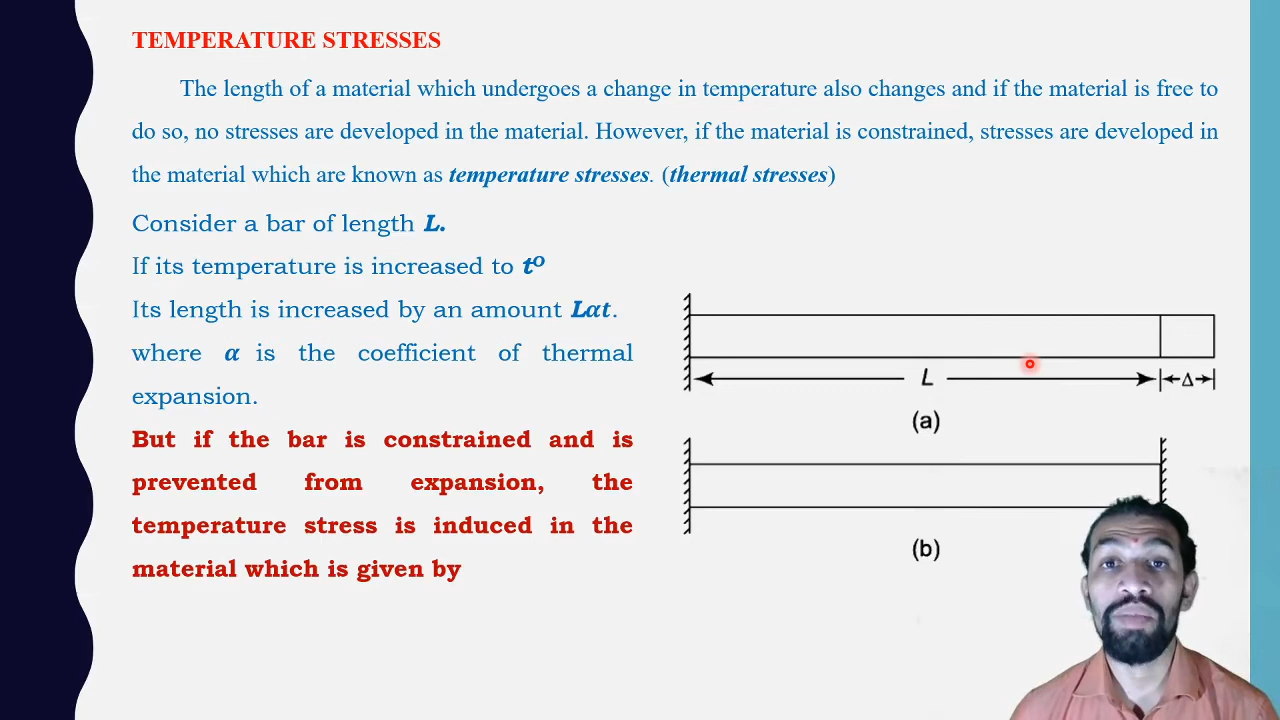 TEMPERATURE STRESSES
The length of a material which undergoes a change in temperature also changes and if the material is free to
do so, no stresses are developed in the material. However, if the material is constrained, stresses are developed in
the material which are known as temperature stresses. (thermal stresses)
Consider a bar of length L.
If its temperature is increased to tᴼ
Its length is increased by an amount Lαt.
where α is the coefficient of thermal
expansion.
But if the bar is constrained and is
prevented from expansion, the
temperature stress is induced in the
material which is given by
L
Δ
(a)
(b)